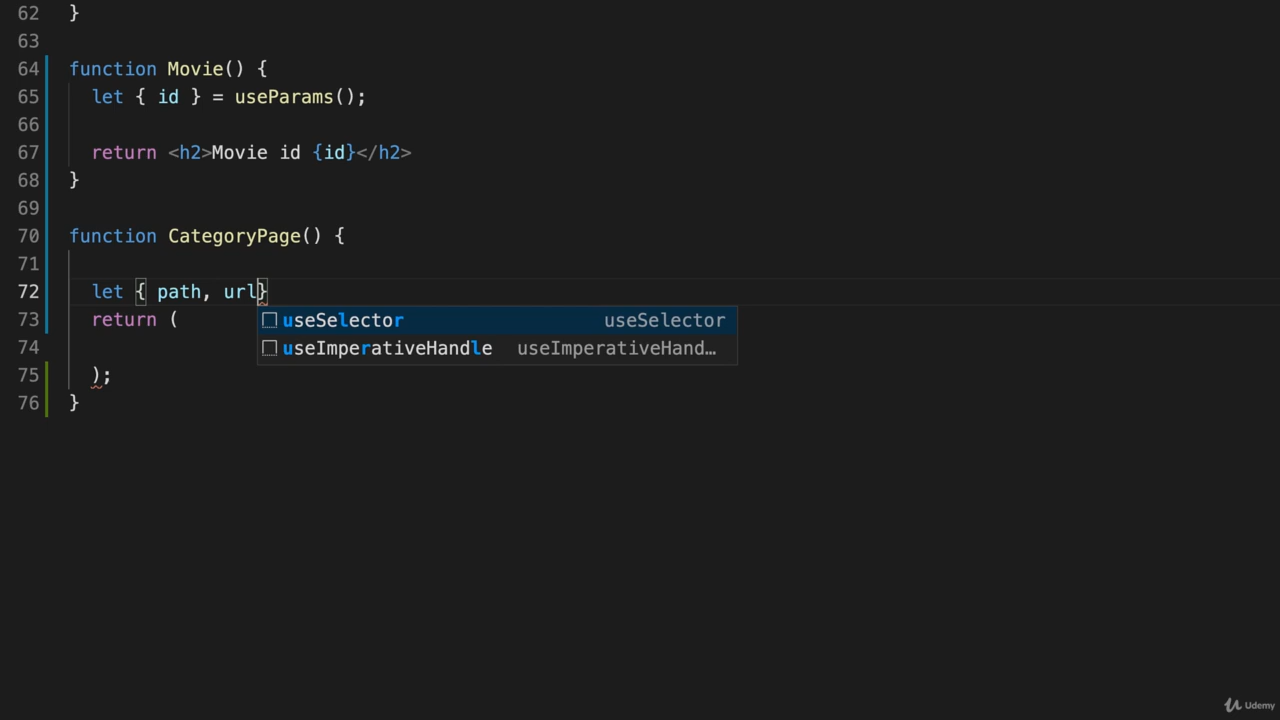 62 }
63
64 function Movie() {
65 let { id } = useParams();
66
67 return <h2>Movie id {id}</h2>
68 }
69
70 function CategoryPage() {
71
72 let { path, url}
73 return ( useSelector useSelector
74 useImperativeHandle useImperativeHand…
75 );
76 }
Udemy